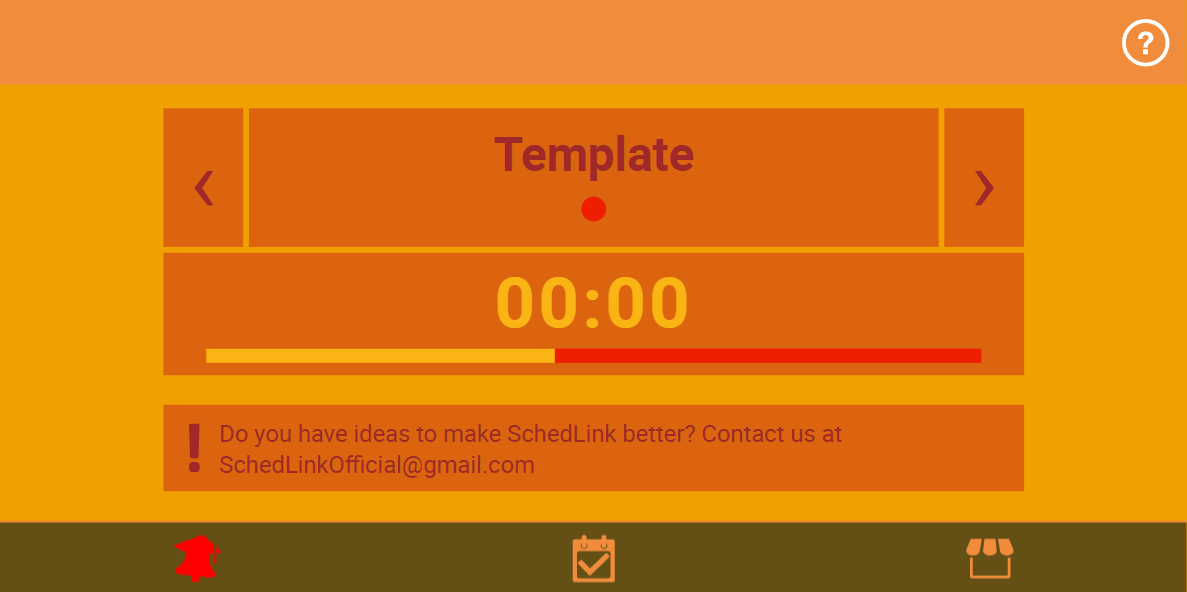 ?
‹ Template ›
00:00
! Do you have ideas to make SchedLink better? Contact us at
SchedLinkOfficial@gmail.com